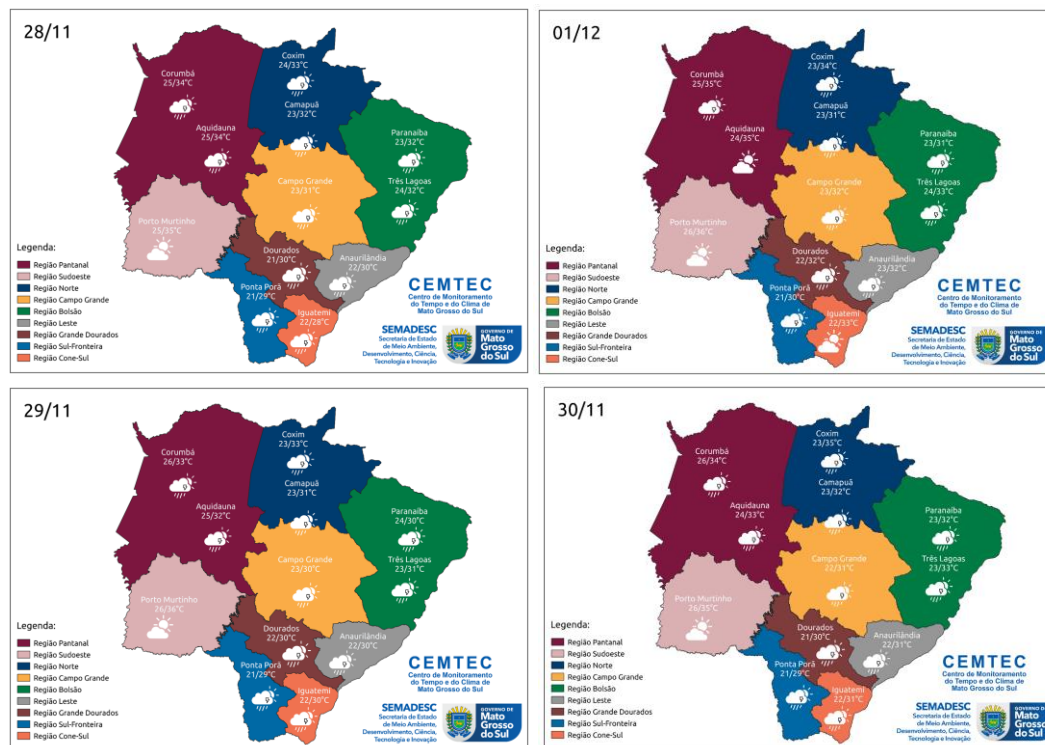 28/11
Coxim
24/33°C
Corumbá
25/34°C
Camapuã
23/32°C
Aquidauna
25/34°C
Paranaíba
23/32°C
Campo Grande
23/31°C
Três Lagoas
24/32°C
Porto Murtinho
25/35°C
Dourados
21/30°C
Anaurilândia
22/30°C
Ponta Porã
21/29°C
Iguatemi
22/28°C
Legenda:
Região Pantanal
Região Sudoeste
Região Norte
Região Campo Grande
Região Bolsão
Região Leste
Região Grande Dourados
Região Sul-Fronteira
Região Cone-Sul
CEMTEC
Centro de Monitoramento
do Tempo e do Clima de
Mato Grosso do Sul
SEMADESC
Secretaria de Estado
de Meio Ambiente,
Desenvolvimento, Ciência,
Tecnologia e Inovação
GOVERNO DE
Mato
Grosso
do Sul
01/12
Coxim
23/34°C
Corumbá
25/35°C
Camapuã
23/31°C
Aquidauna
24/35°C
Paranaíba
23/31°C
Campo Grande
23/32°C
Três Lagoas
24/33°C
Porto Murtinho
26/36°C
Dourados
22/32°C
Anaurilândia
23/32°C
Ponta Porã
21/30°C
Iguatemi
22/33°C
Legenda:
Região Pantanal
Região Sudoeste
Região Norte
Região Campo Grande
Região Bolsão
Região Leste
Região Grande Dourados
Região Sul-Fronteira
Região Cone-Sul
CEMTEC
Centro de Monitoramento
do Tempo e do Clima de
Mato Grosso do Sul
SEMADESC
Secretaria de Estado
de Meio Ambiente,
Desenvolvimento, Ciência,
Tecnologia e Inovação
GOVERNO DE
Mato
Grosso
do Sul
29/11
Coxim
23/33°C
Corumbá
26/33°C
Camapuã
23/31°C
Aquidauna
25/32°C
Paranaíba
24/30°C
Campo Grande
23/30°C
Três Lagoas
23/31°C
Porto Murtinho
26/36°C
Dourados
22/30°C
Anaurilândia
22/30°C
Ponta Porã
21/29°C
Iguatemi
22/30°C
Legenda:
Região Pantanal
Região Sudoeste
Região Norte
Região Campo Grande
Região Bolsão
Região Leste
Região Grande Dourados
Região Sul-Fronteira
Região Cone-Sul
CEMTEC
Centro de Monitoramento
do Tempo e do Clima de
Mato Grosso do Sul
SEMADESC
Secretaria de Estado
de Meio Ambiente,
Desenvolvimento, Ciência,
Tecnologia e Inovação
GOVERNO DE
Mato
Grosso
do Sul
30/11
Coxim
23/35°C
Corumbá
26/34°C
Camapuã
23/32°C
Aquidauna
24/33°C
Paranaíba
23/32°C
Campo Grande
22/31°C
Três Lagoas
23/33°C
Porto Murtinho
26/35°C
Dourados
21/30°C
Anaurilândia
22/31°C
Ponta Porã
21/29°C
Iguatemi
22/31°C
Legenda:
Região Pantanal
Região Sudoeste
Região Norte
Região Campo Grande
Região Bolsão
Região Leste
Região Grande Dourados
Região Sul-Fronteira
Região Cone-Sul
CEMTEC
Centro de Monitoramento
do Tempo e do Clima de
Mato Grosso do Sul
SEMADESC
Secretaria de Estado
de Meio Ambiente,
Desenvolvimento, Ciência,
Tecnologia e Inovação
GOVERNO DE
Mato
Grosso
do Sul